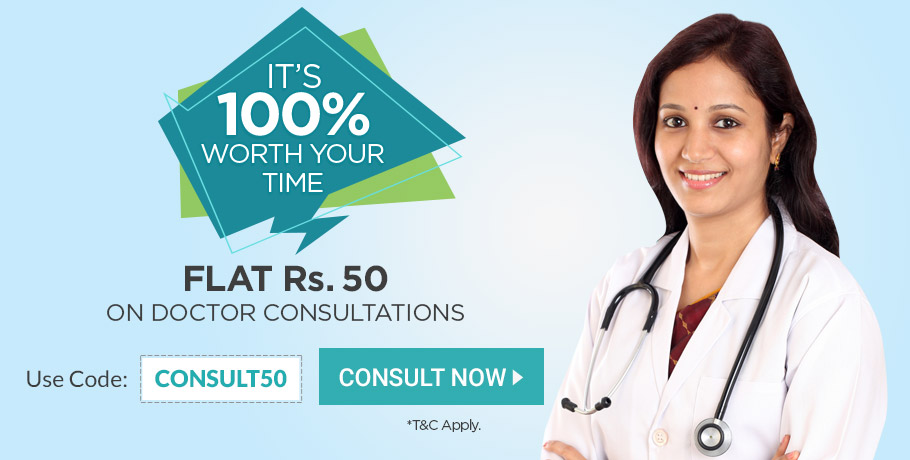 IT'S
100%
WORTH YOUR
TIME
FLAT Rs. 50
ON DOCTOR CONSULTATIONS
Use Code: CONSULT50 CONSULT NOW
*T&C Apply.